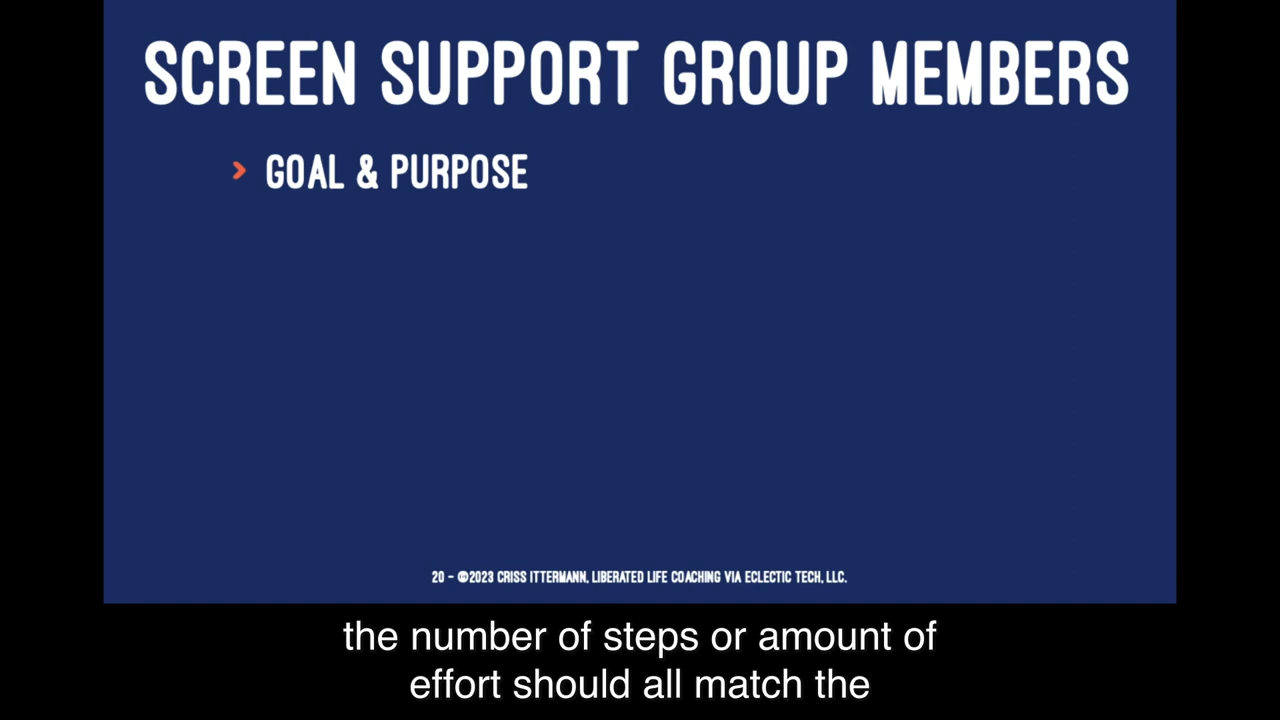 SCREEN SUPPORT GROUP MEMBERS
> GOAL & PURPOSE
20 - ©2023 CRISS ITTERMANN, LIBERATED LIFE COACHING VIA ECLECTIC TECH, LLC.
the number of steps or amount of
effort should all match the